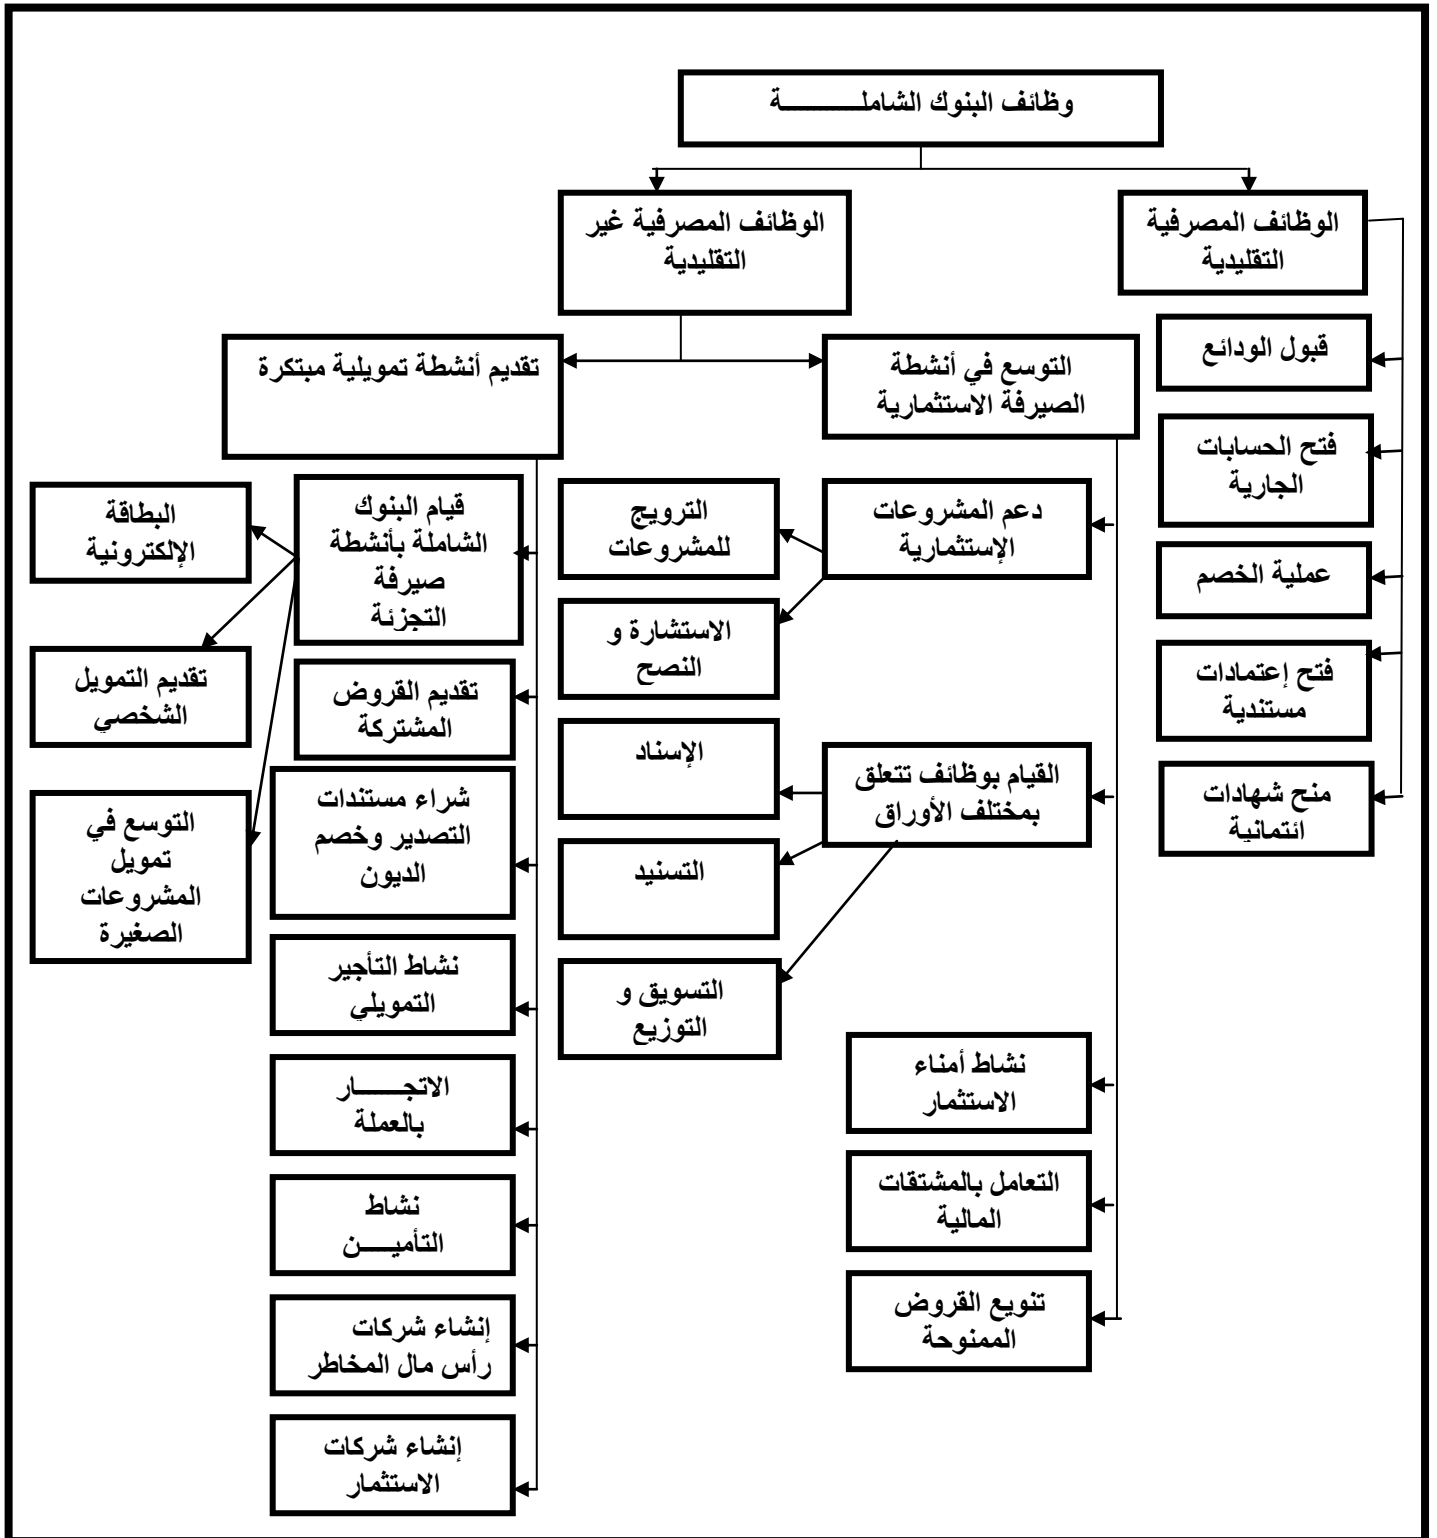 وظائف البنوك الشاملـــــــــة
الوظائف المصرفية
التقليدية
قبول الودائع
فتح الحسابات
الجارية
عملية الخصم
فتح إعتمادات
مستندية
منح شهادات
ائتمانية
الوظائف المصرفية غير
التقليدية
التوسع في أنشطة
الصيرفة الاستثمارية
دعم المشروعات
الإستثمارية
الترويج
للمشروعات
الاستشارة و
النصح
القيام بوظائف تتعلق
بمختلف الأوراق
الإسناد
التسنيد
التسويق و
التوزيع
نشاط أمناء
الاستثمار
التعامل بالمشتقات
المالية
تنويع القروض
الممنوحة
تقديم أنشطة تمويلية مبتكرة
قيام البنوك
الشاملة بأنشطة
صيرفة
التجزئة
البطاقة
الإلكترونية
تقديم التمويل
الشخصي
التوسع في
تمويل
المشروعات
الصغيرة
تقديم القروض
المشتركة
شراء مستندات
التصدير وخصم
الديون
نشاط التأجير
التمويلي
الاتجـــــــار
بالعملة
نشاط
التأميـــــن
إنشاء شركات
رأس مال المخاطر
إنشاء شركات
الاستثمار